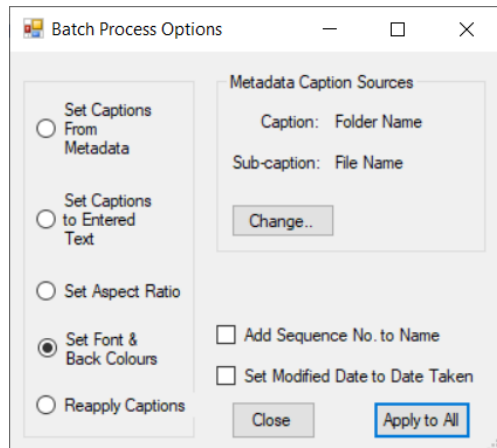 Batch Process Options
Set Captions
From
Metadata
Set Captions
to Entered
Text
Set Aspect Ratio
Set Font &
Back Colours
Reapply Captions
Metadata Caption Sources
Caption: Folder Name
Sub-caption: File Name
Change..
Add Sequence No. to Name
Set Modified Date to Date Taken
Close Apply to All